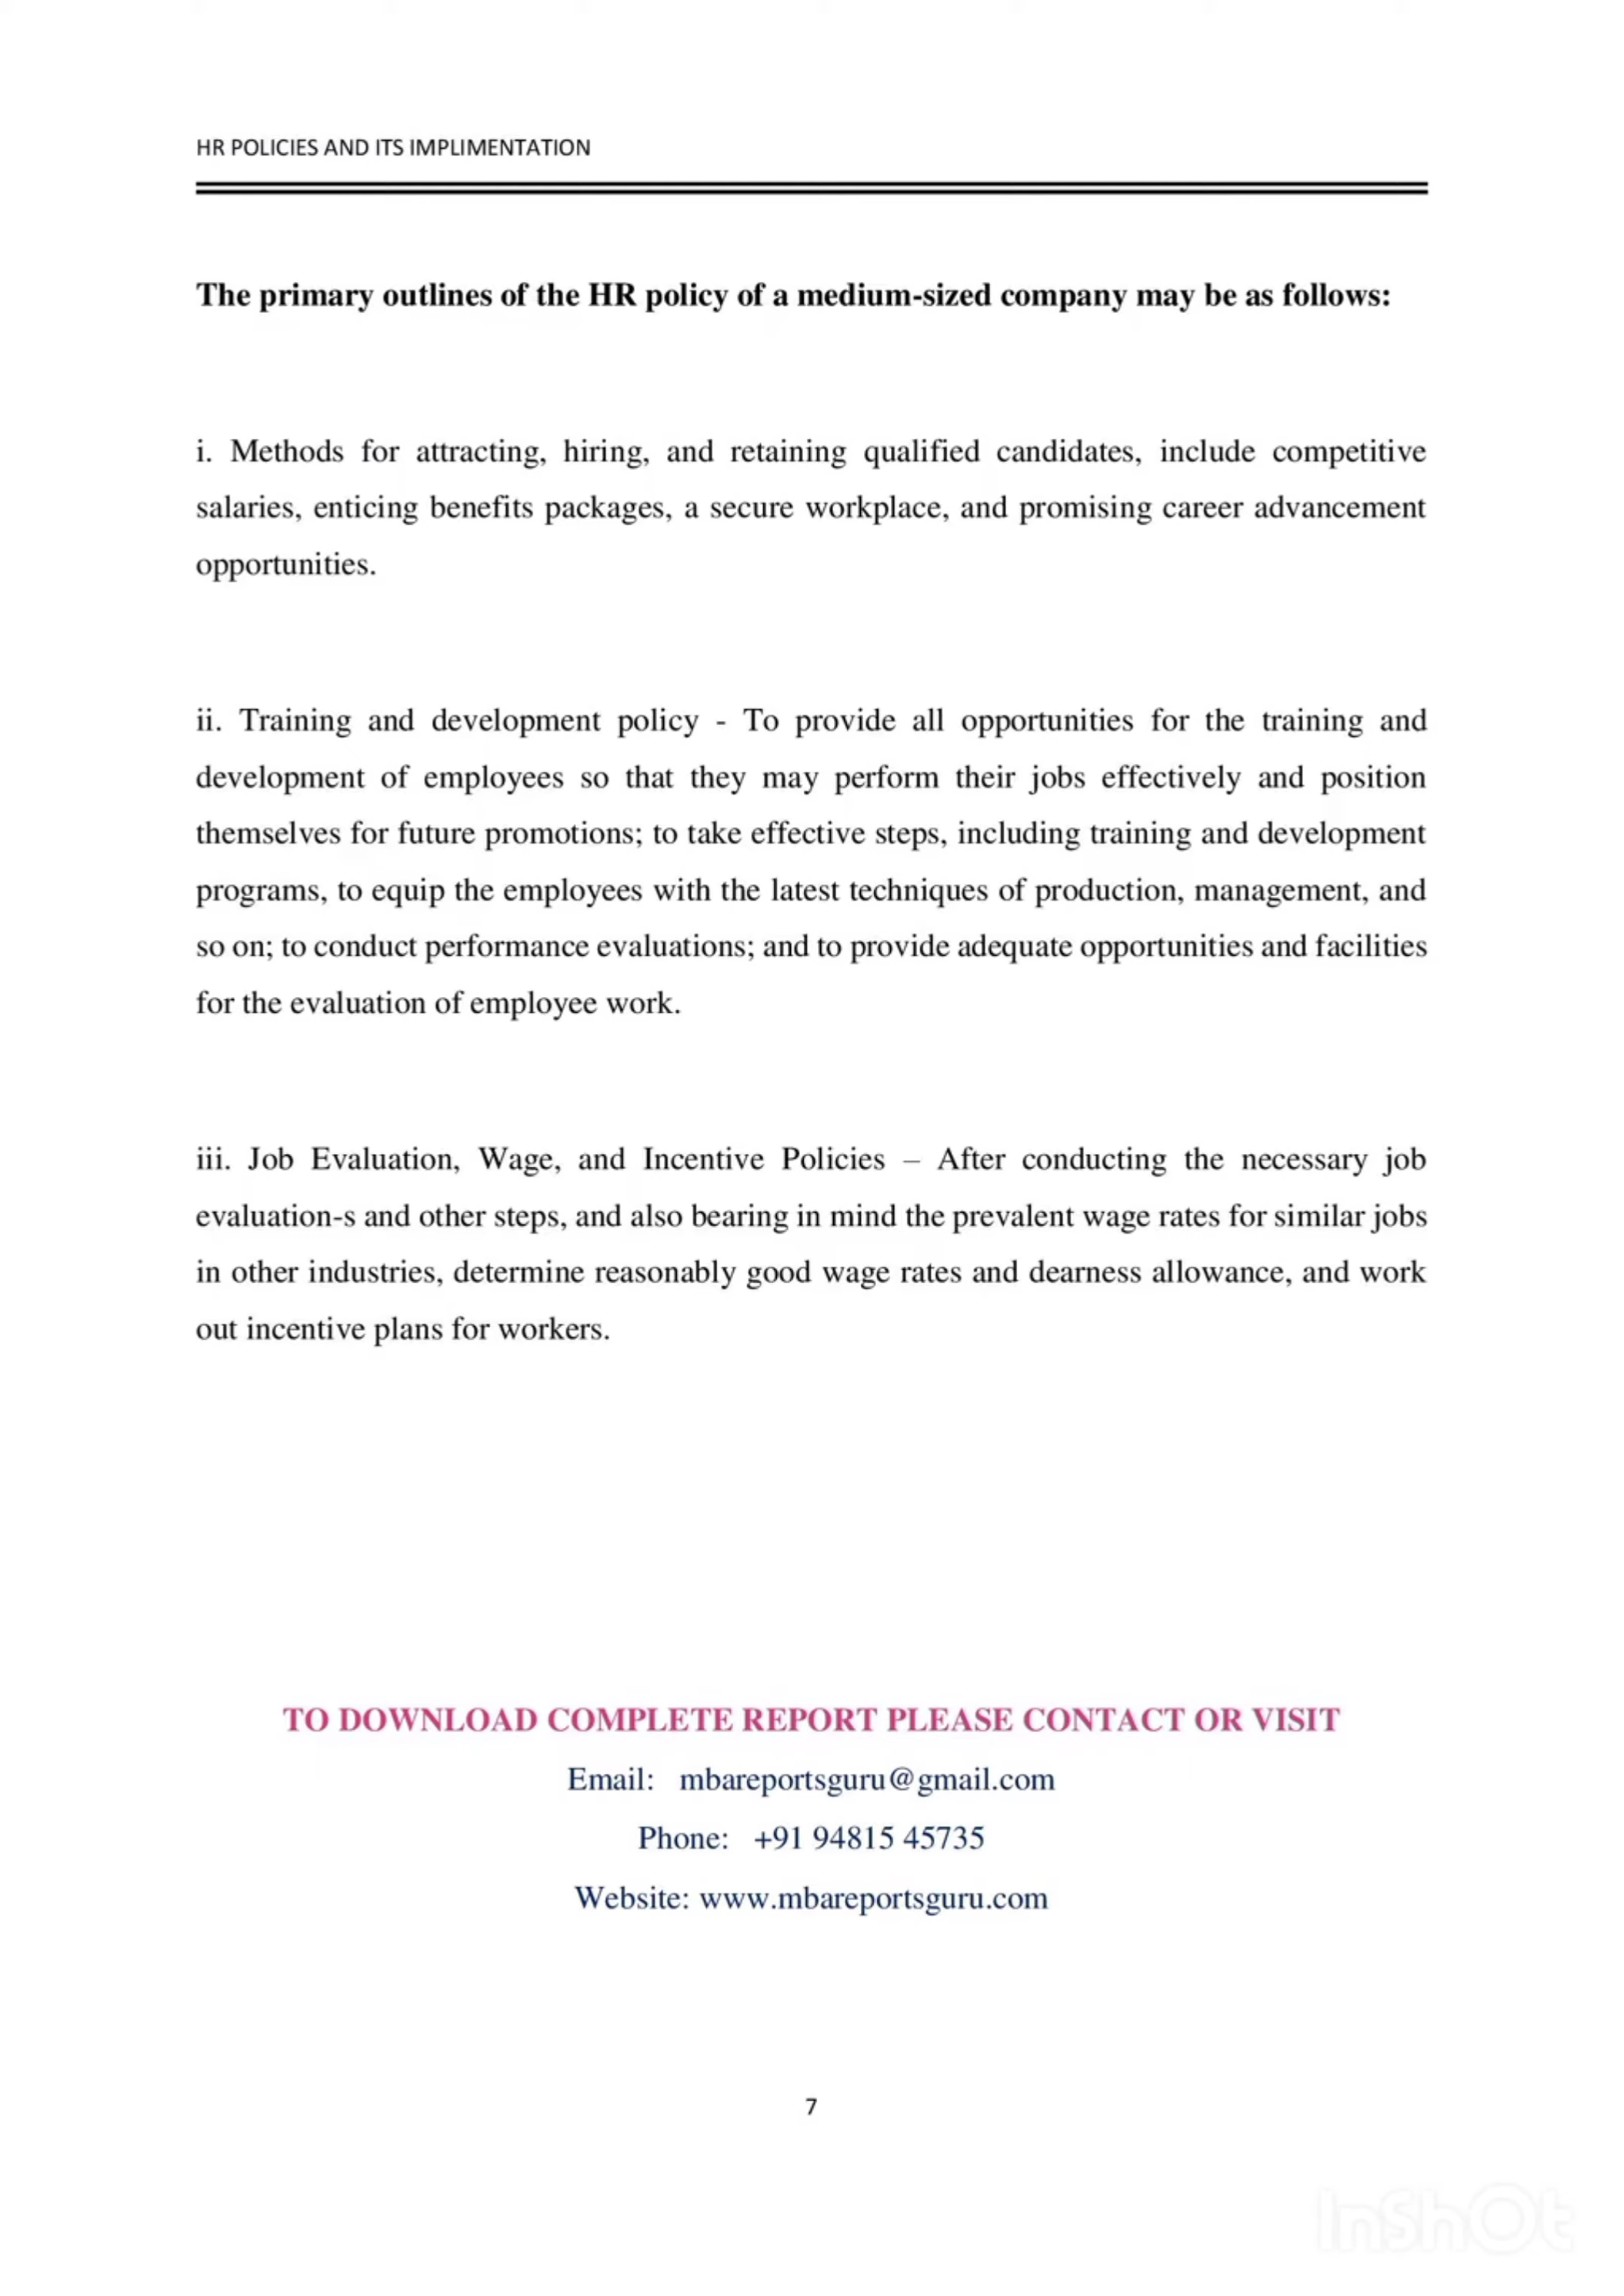 HR POLICIES AND ITS IMPLIMENTATION
The primary outlines of the HR policy of a medium-sized company may be as follows:
i. Methods for attracting, hiring, and retaining qualified candidates, include competitive
salaries, enticing benefits packages, a secure workplace, and promising career advancement
opportunities.
ii. Training and development policy - To provide all opportunities for the training and
development of employees so that they may perform their jobs effectively and position
themselves for future promotions; to take effective steps, including training and development
programs, to equip the employees with the latest techniques of production, management, and
so on; to conduct performance evaluations; and to provide adequate opportunities and facilities
for the evaluation of employee work.
iii. Job Evaluation, Wage, and Incentive Policies – After conducting the necessary job
evaluation-s and other steps, and also bearing in mind the prevalent wage rates for similar jobs
in other industries, determine reasonably good wage rates and dearness allowance, and work
out incentive plans for workers.
TO DOWNLOAD COMPLETE REPORT PLEASE CONTACT OR VISIT
Email: mbareportsguru@gmail.com
Phone: +91 94815 45735
Website: www.mbareportsguru.com
7
InShOt